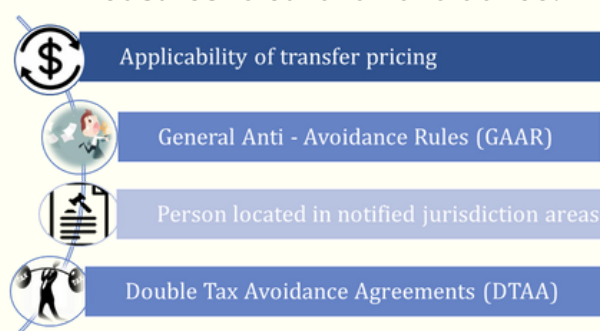 Applicability of transfer pricing
General Anti - Avoidance Rules (GAAR)
Person located in notified jurisdiction areas
Double Tax Avoidance Agreements (DTAA)